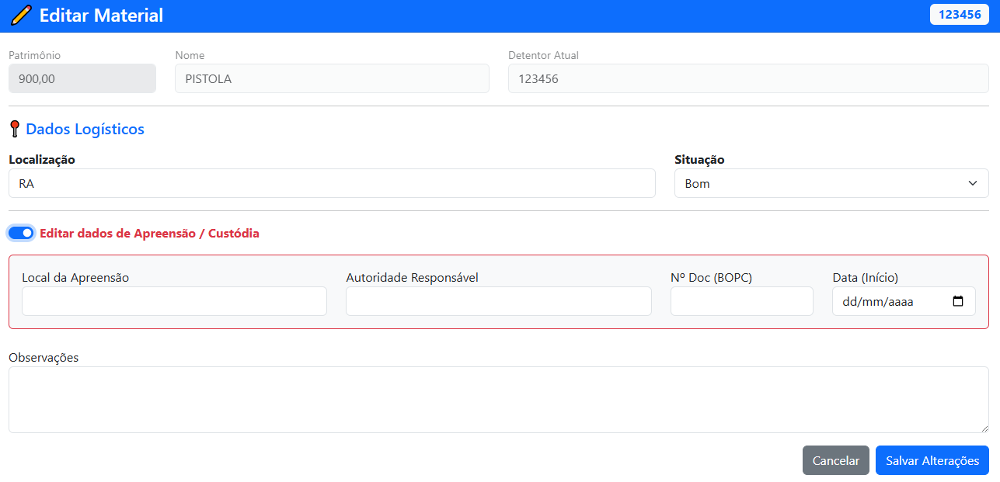 Editar Material
123456
Patrimônio
Nome
Detentor Atual
900,00
PISTOLA
123456
Dados Logísticos
Localização
Situação
RA
Bom
Editar dados de Apreensão / Custódia
Local da Apreensão
Autoridade Responsável
Nº Doc (BOPC)
Data (Início)
dd/mm/aaaa
Observações
Cancelar
Salvar Alterações